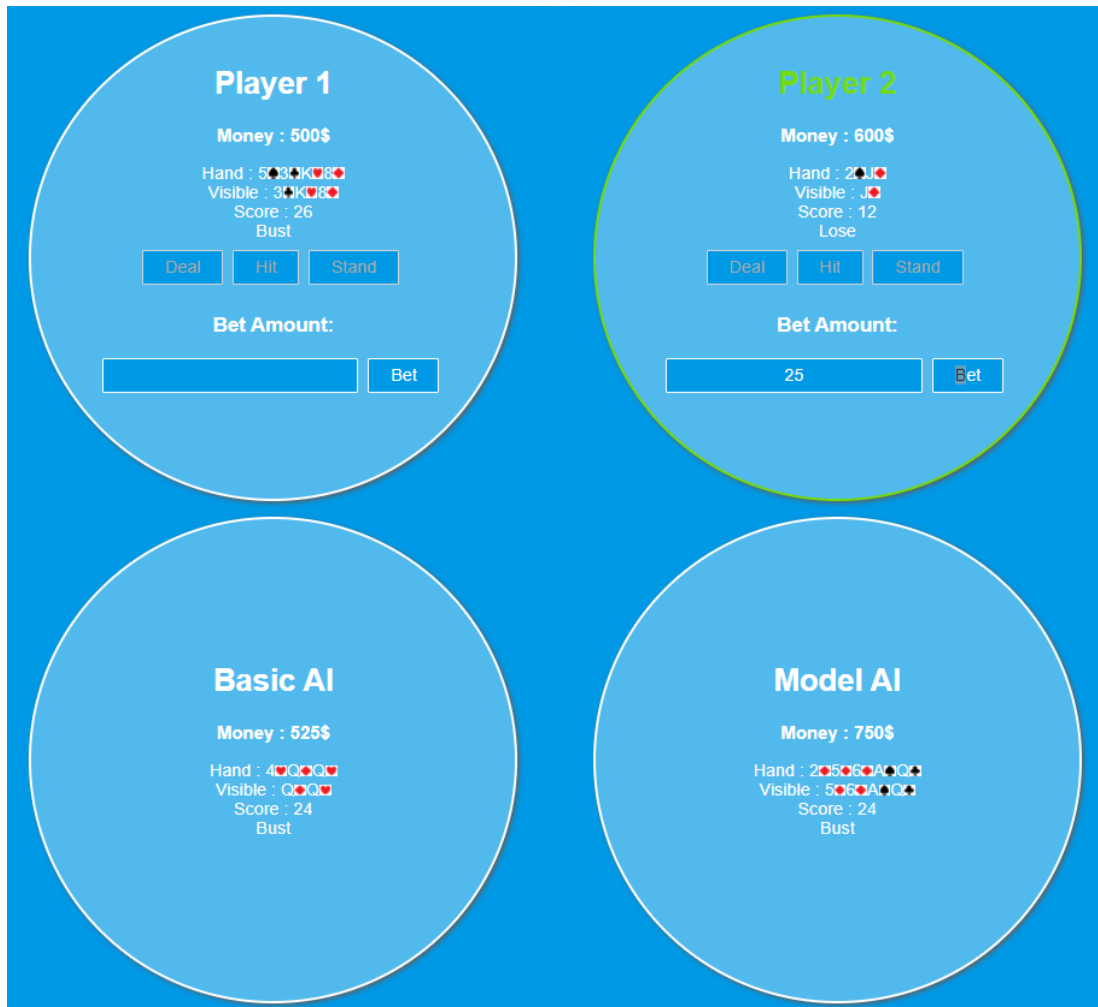 Player 1
Money : 500$
Hand : 5♠3♣K♥8♦
Visible : 3♣K♥8♦
Score : 26
Bust
Deal Hit Stand
Bet Amount:
Bet
Player 2
Money : 600$
Hand : 2♠J♦
Visible : J♦
Score : 12
Lose
Deal Hit Stand
Bet Amount:
25 Bet
Basic AI
Money : 525$
Hand : 4♥Q♦Q♥
Visible : Q♦Q♥
Score : 24
Bust
Model AI
Money : 750$
Hand : 2♦5♦6♦A♠Q♣
Visible : 5♦6♦A♠Q♣
Score : 24
Bust